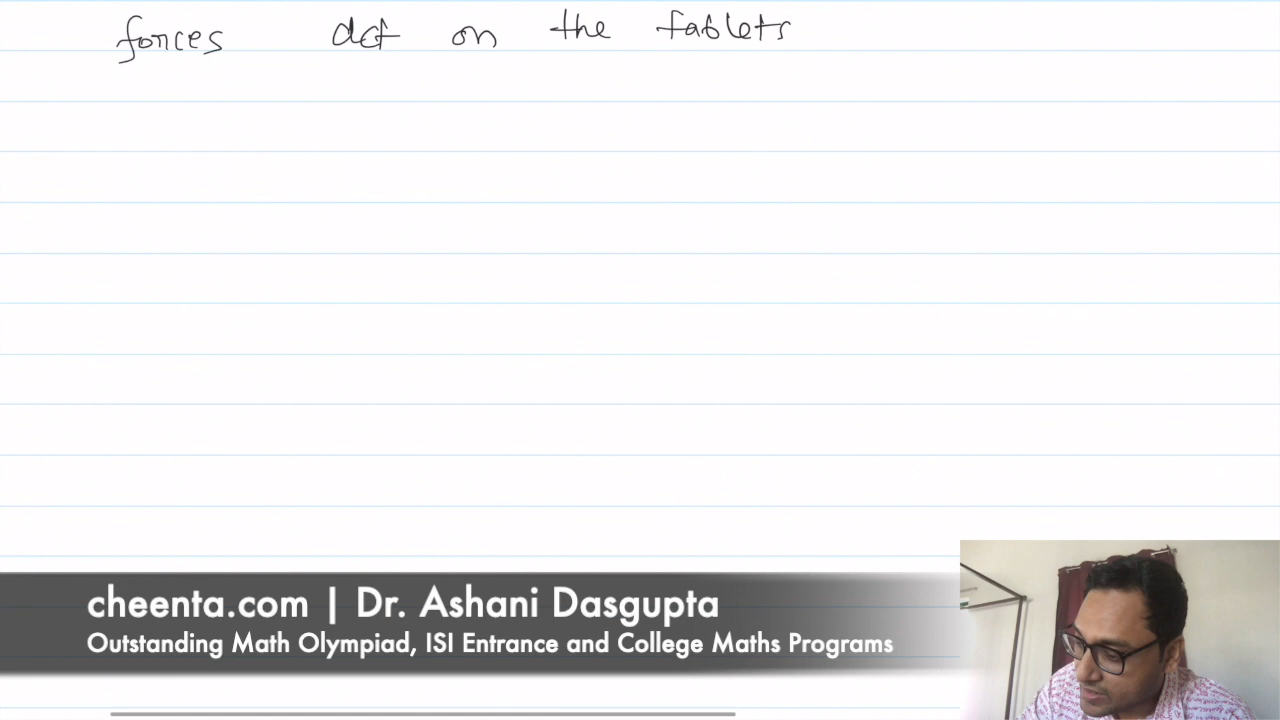 forces act on the tablets
cheenta.com | Dr. Ashani Dasgupta
Outstanding Math Olympiad, ISI Entrance and College Maths Programs